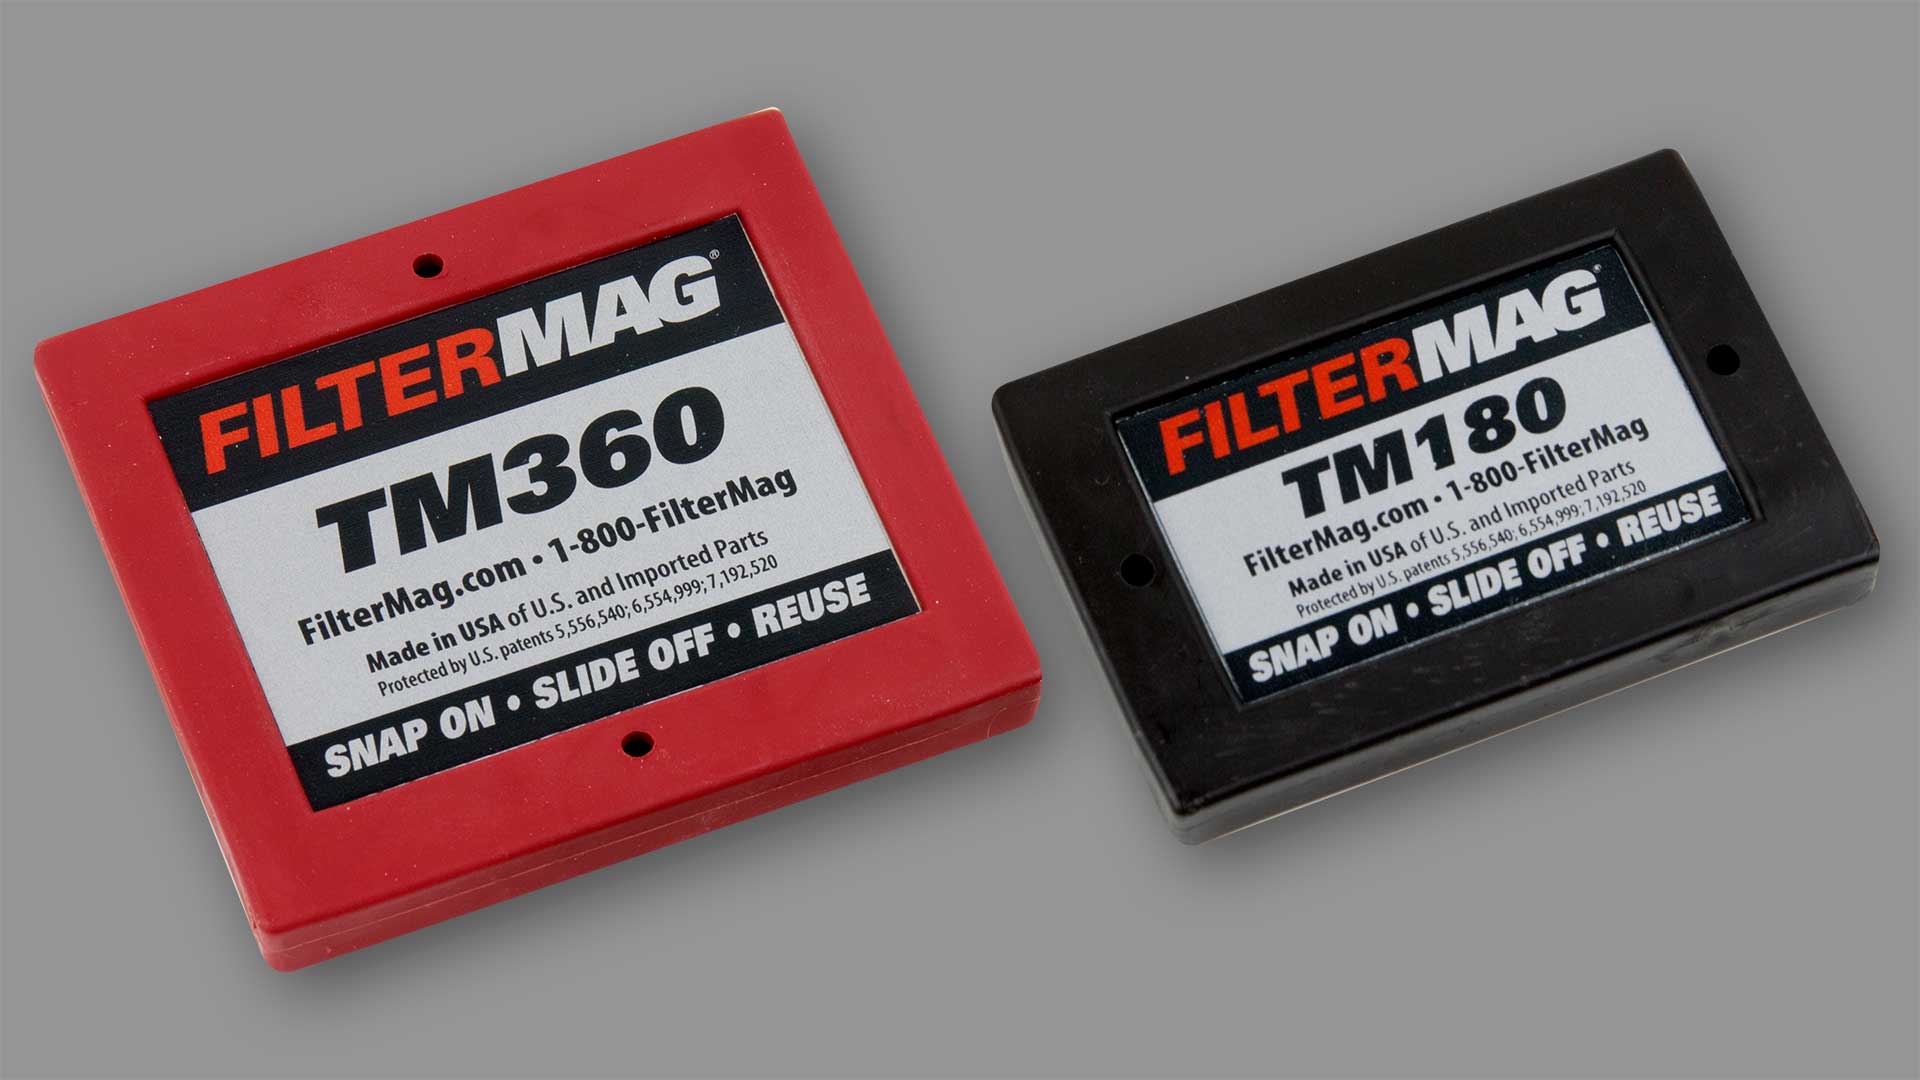 FILTERMAG®
TM360
FilterMag.com • 1-800-FilterMag
Made in USA of U.S. and Imported Parts
Protected by U.S. patents 5,556,540; 6,554,999; 7,192,520
SNAP ON • SLIDE OFF • REUSE
FILTERMAG®
TM180
FilterMag.com • 1-800-FilterMag
Made in USA of U.S. and Imported Parts
Protected by U.S. patents 5,556,540; 6,554,999; 7,192,520
SNAP ON • SLIDE OFF • REUSE